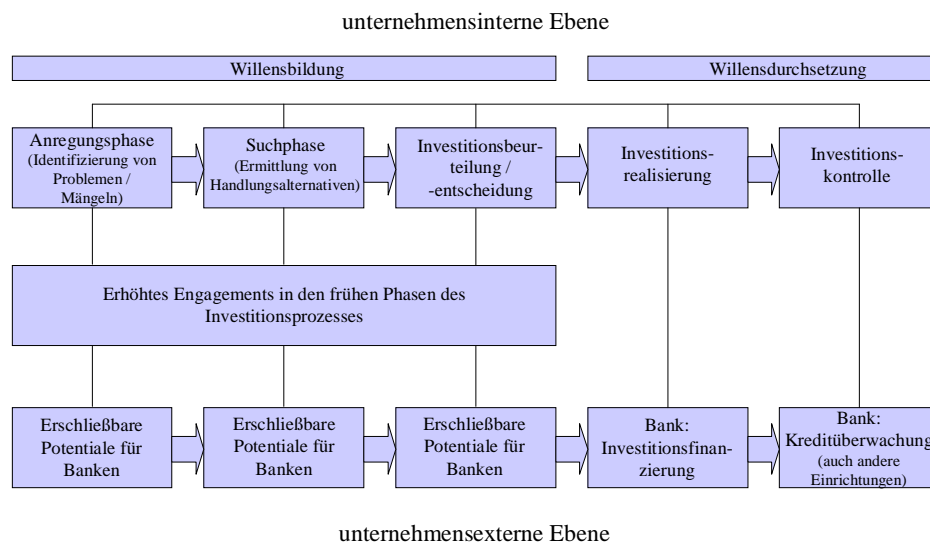 unternehmensinterne Ebene
Willensbildung
Willensdurchsetzung
Anregungsphase
(Identifizierung von
Problemen /
Mängeln)
Suchphase
(Ermittlung von
Handlungsalternativen)
Investitionsbeur-
teilung /
-entscheidung
Investitions-
realisierung
Investitions-
kontrolle
Erhöhtes Engagements in den frühen Phasen des
Investitionsprozesses
Erschließbare
Potentiale für
Banken
Erschließbare
Potentiale für
Banken
Erschließbare
Potentiale für
Banken
Bank:
Investitionsfinan-
zierung
Bank:
Kreditüberwachung
(auch andere
Einrichtungen)
unternehmensexterne Ebene